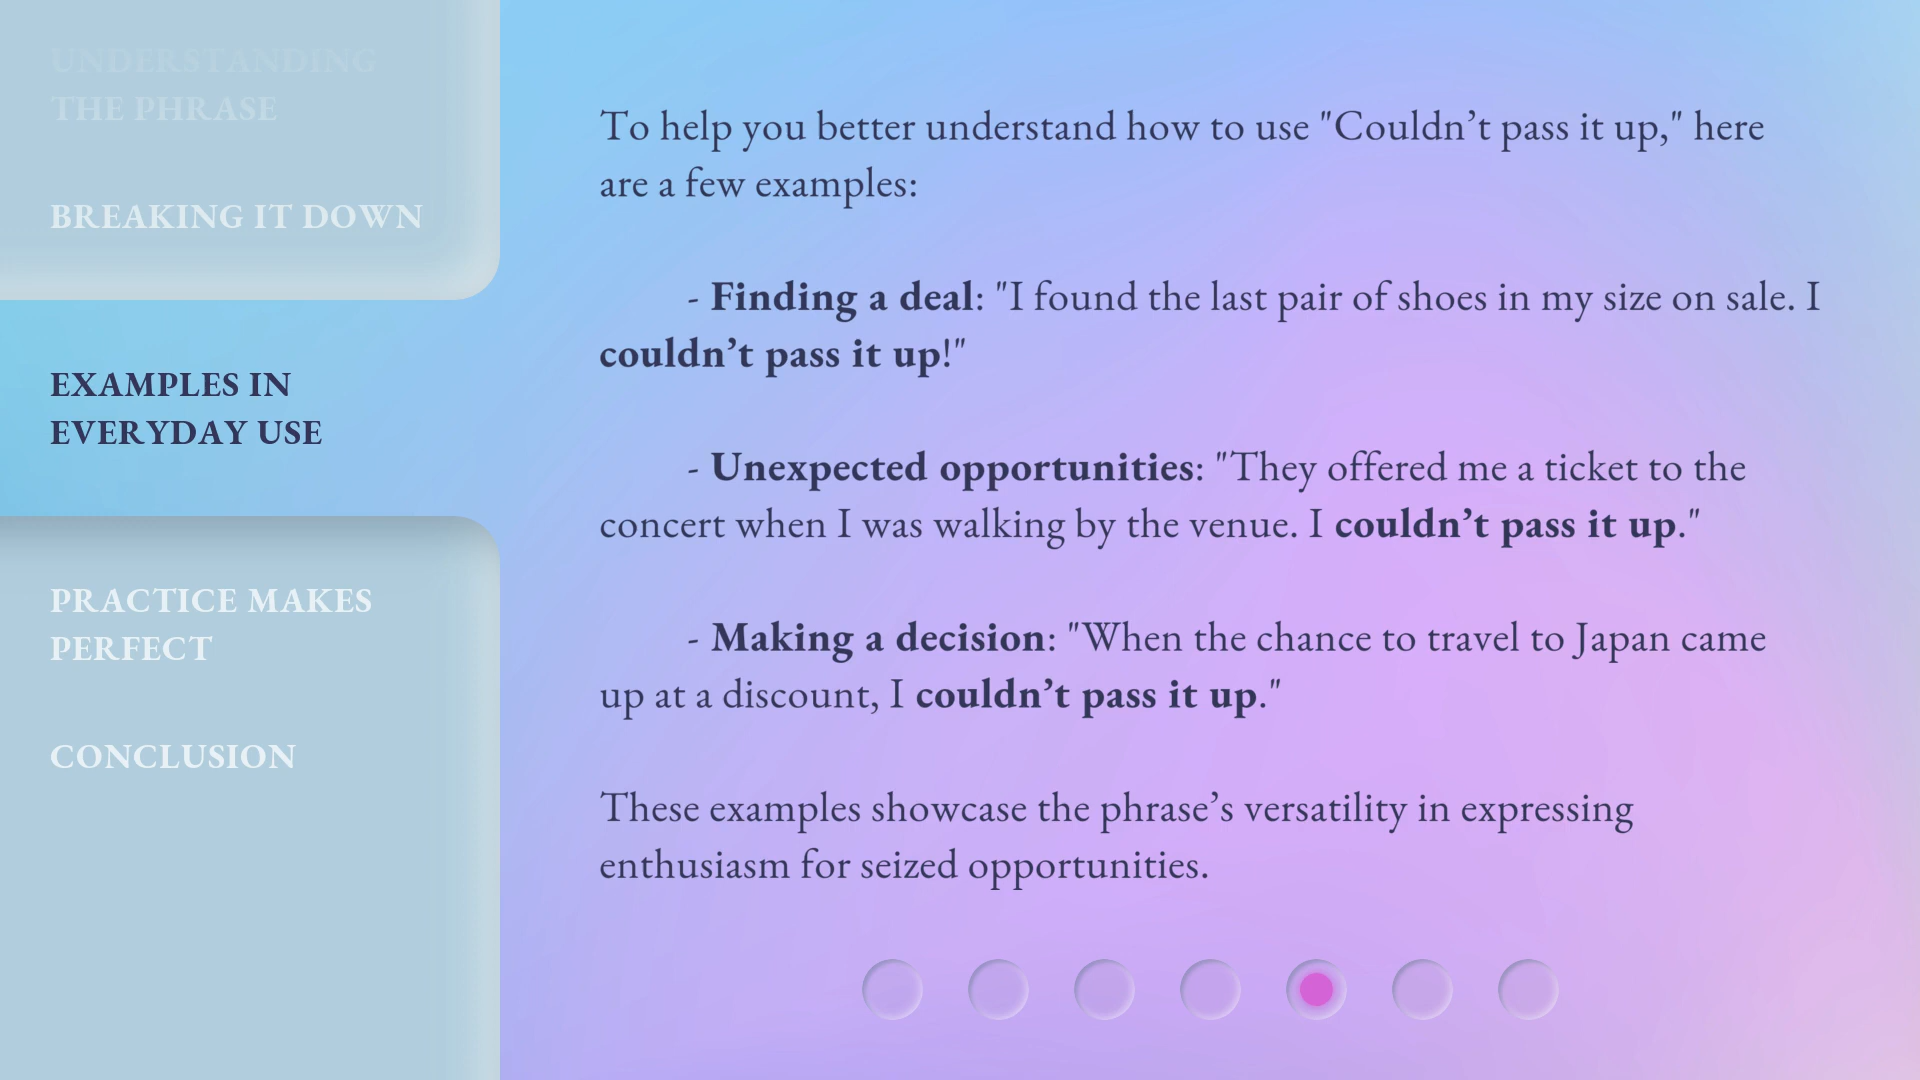 UNDERSTANDING
THE PHRASE
BREAKING IT DOWN
EXAMPLES IN
EVERYDAY USE
PRACTICE MAKES
PERFECT
CONCLUSION
To help you better understand how to use "Couldn’t pass it up," here
are a few examples:
- Finding a deal: "I found the last pair of shoes in my size on sale. I
couldn’t pass it up!"
- Unexpected opportunities: "They offered me a ticket to the
concert when I was walking by the venue. I couldn’t pass it up."
- Making a decision: "When the chance to travel to Japan came
up at a discount, I couldn’t pass it up."
These examples showcase the phrase’s versatility in expressing
enthusiasm for seized opportunities.